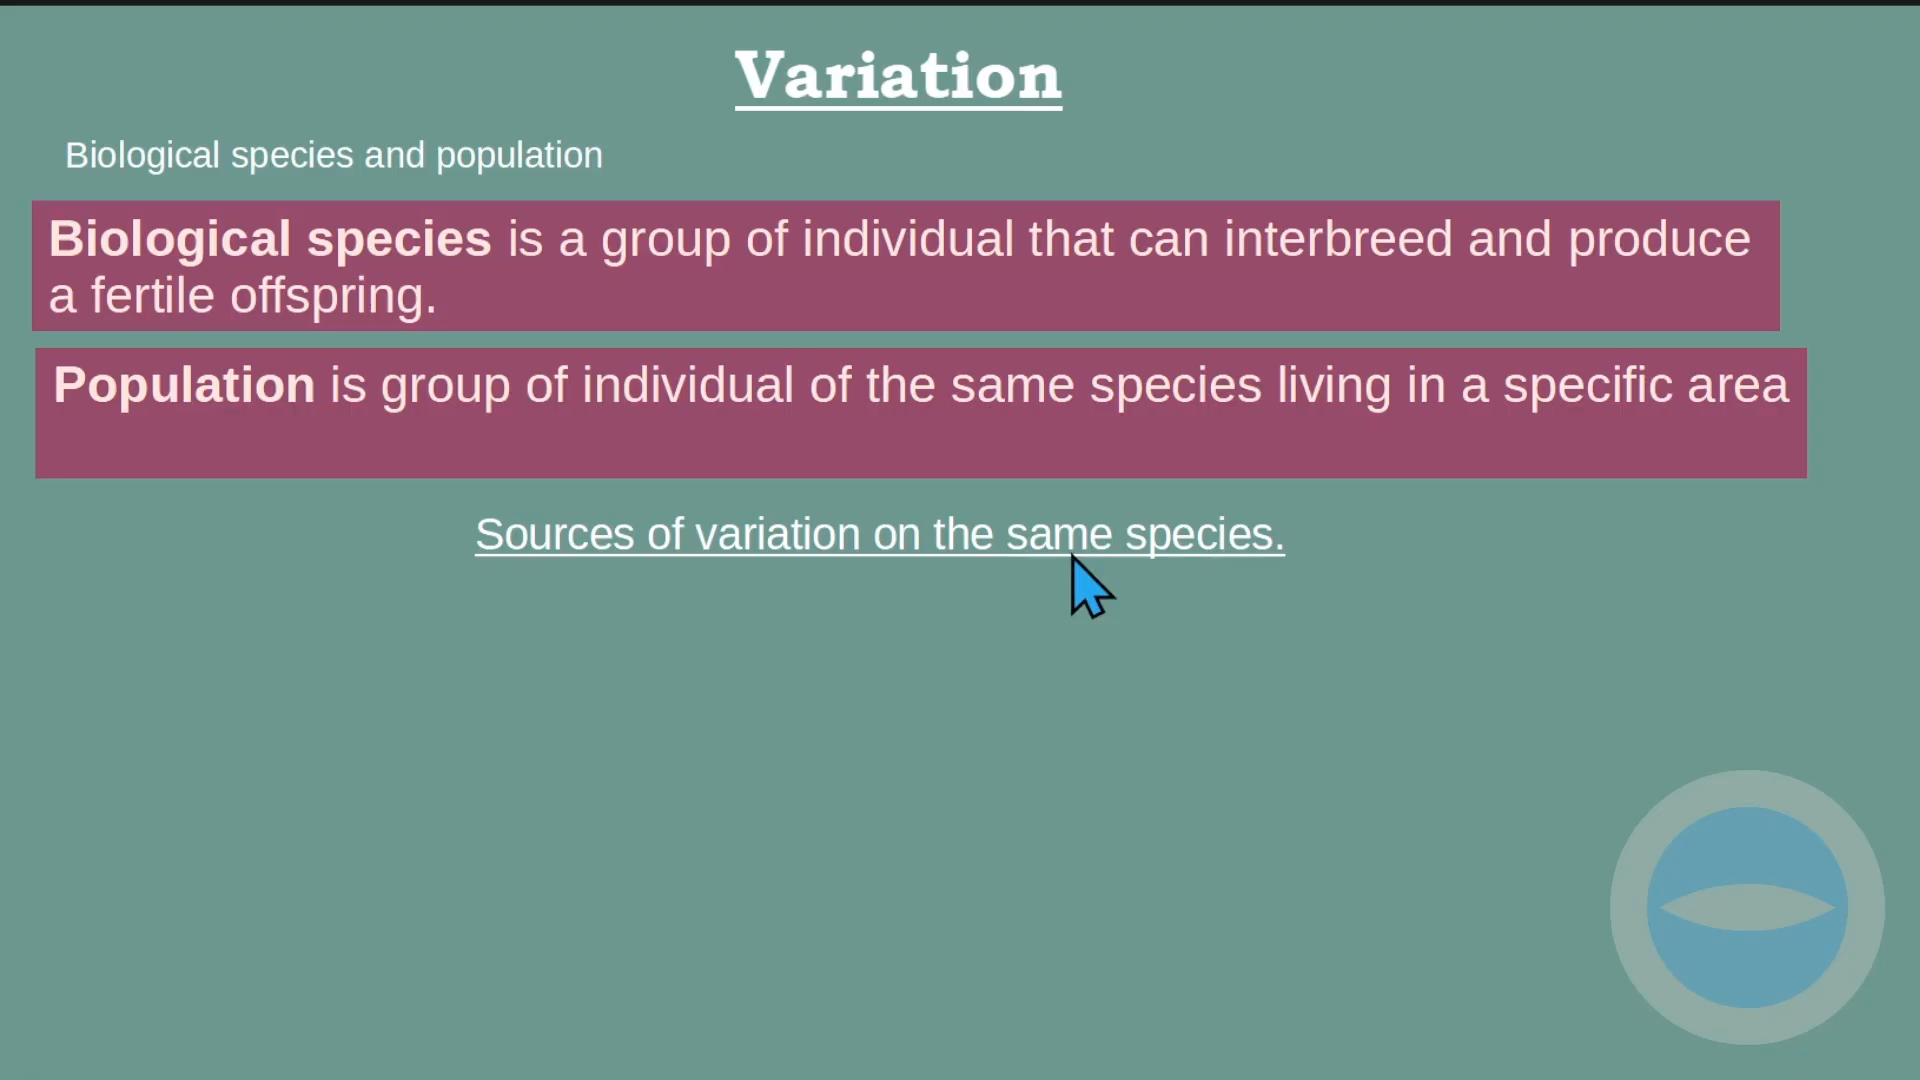 Variation
Biological species and population
Biological species is a group of individual that can interbreed and produce
a fertile offspring.
Population is group of individual of the same species living in a specific area
Sources of variation on the same species.